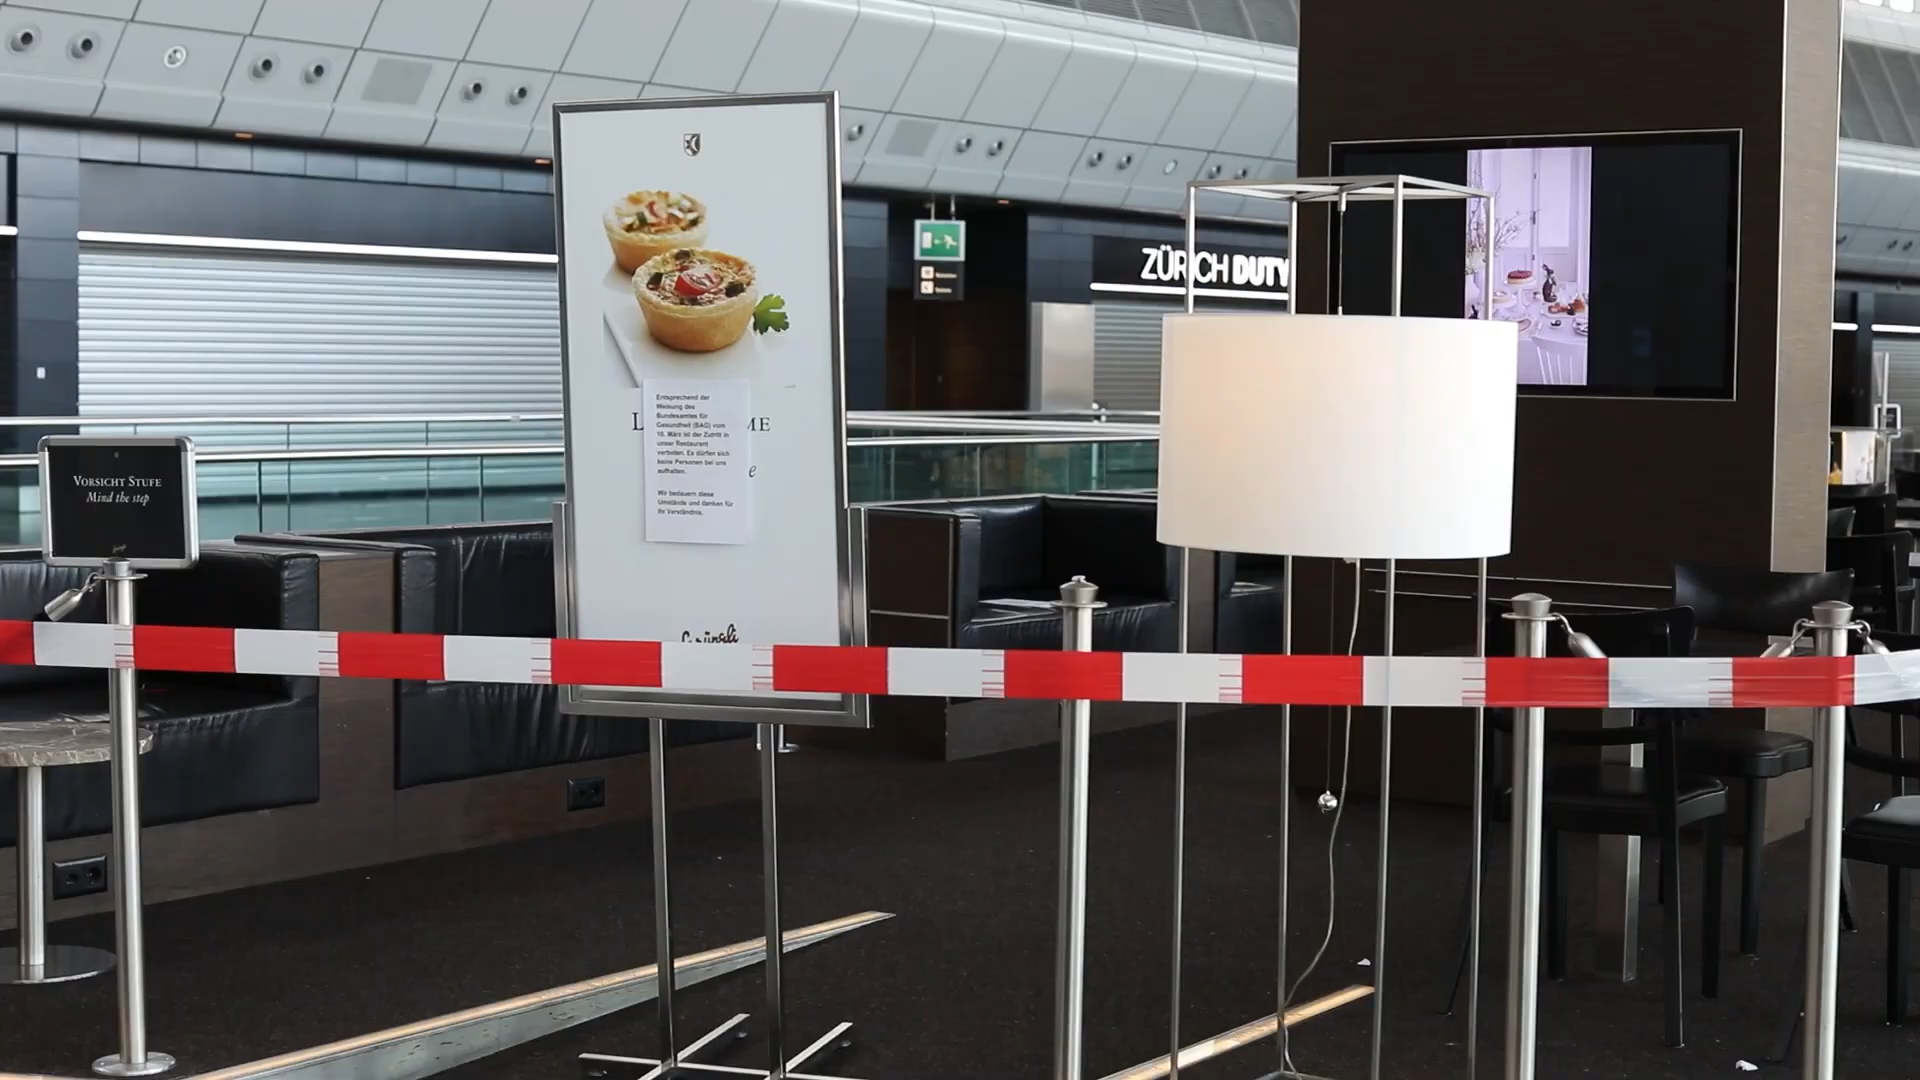 ZÜRICH DUTY
L ME
e
Entsprechend der
Weisung des
Bundesamtes für
Gesundheit (BAG) vom
16. März ist der Zutritt in
unser Restaurant
verboten. Es dürfen sich
keine Personen bei uns
aufhalten.
Wir bedauern diese
Umstände und danken für
Ihr Verständnis.
VORSICHT STUFE
Mind the step